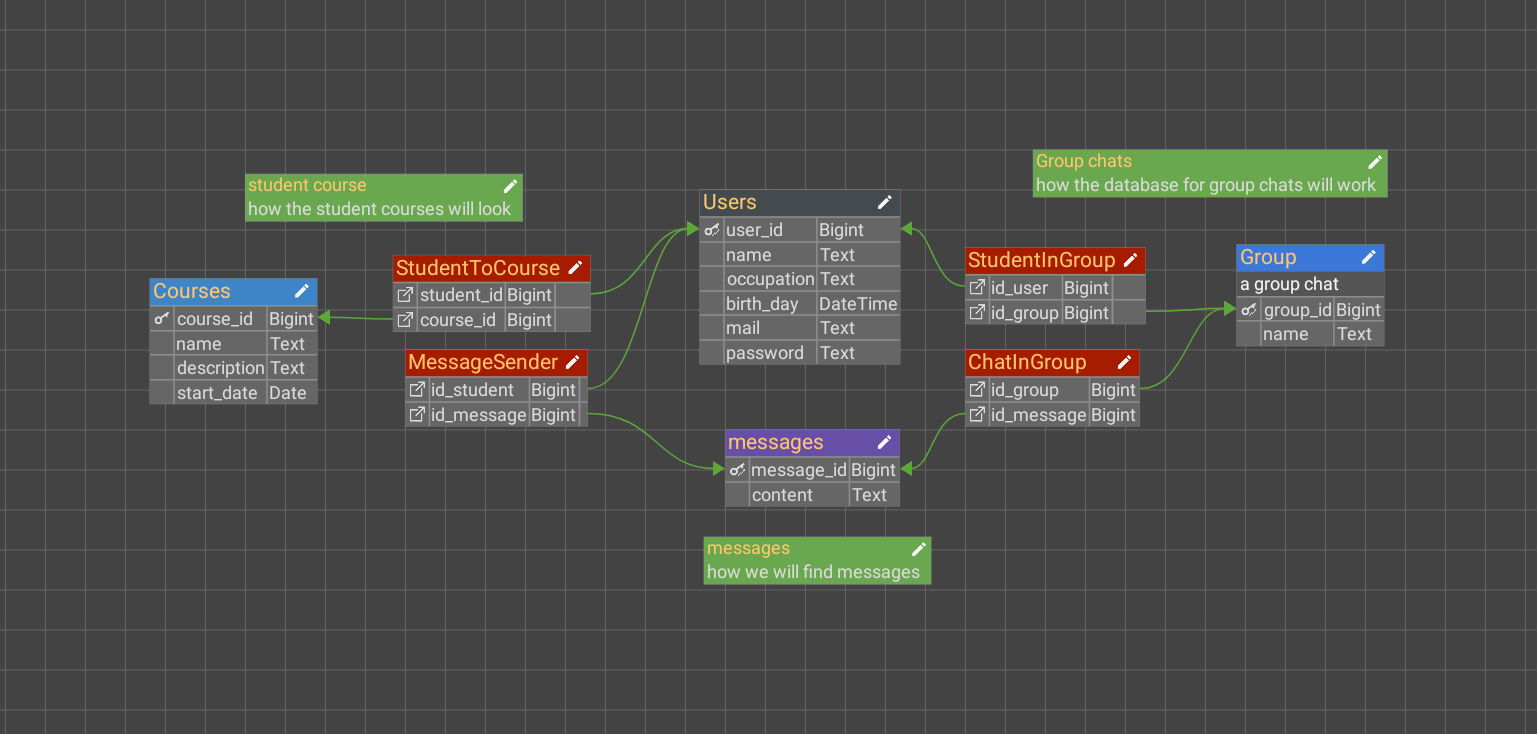 student course
how the student courses will look
Group chats
how the database for group chats will work
Users
user_id Bigint
name Text
occupation Text
birth_day DateTime
mail Text
password Text
StudentToCourse
student_id Bigint
course_id Bigint
Courses
course_id Bigint
name Text
description Text
start_date Date
MessageSender
id_student Bigint
id_message Bigint
StudentInGroup
id_user Bigint
id_group Bigint
Group
a group chat
group_id Bigint
name Text
ChatInGroup
id_group Bigint
id_message Bigint
messages
message_id Bigint
content Text
messages
how we will find messages